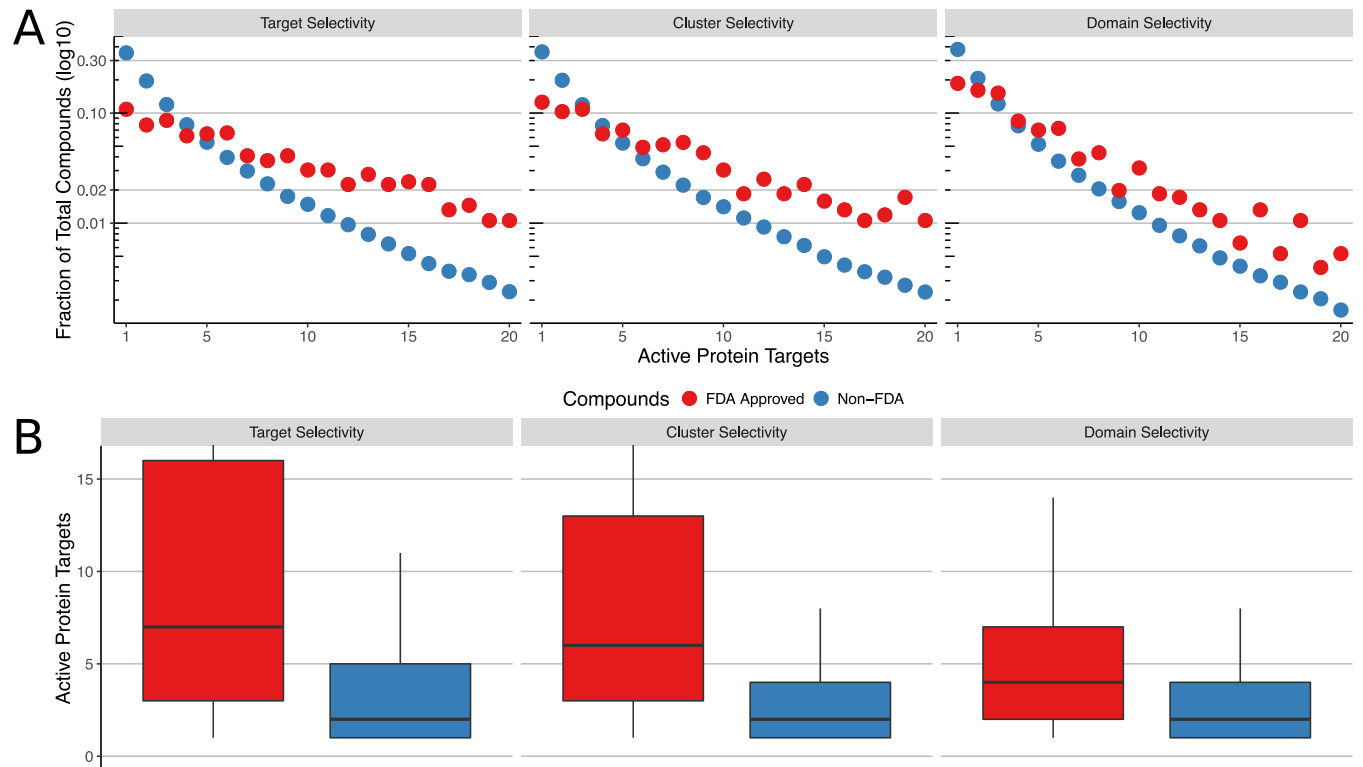 A
Target Selectivity
Cluster Selectivity
Domain Selectivity
Fraction of Total Compounds (log10)
0.30
0.10
0.02
0.01
1 5 10 15 20
1 5 10 15 20
1 5 10 15 20
Active Protein Targets
Compounds FDA Approved Non−FDA
B
Target Selectivity
Cluster Selectivity
Domain Selectivity
Active Protein Targets
15
10
5
0